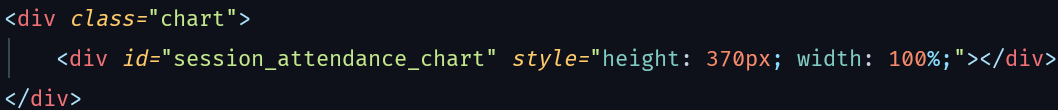 <div class="chart">
    <div id="session_attendance_chart" style="height: 370px; width: 100%;"></div>
</div>